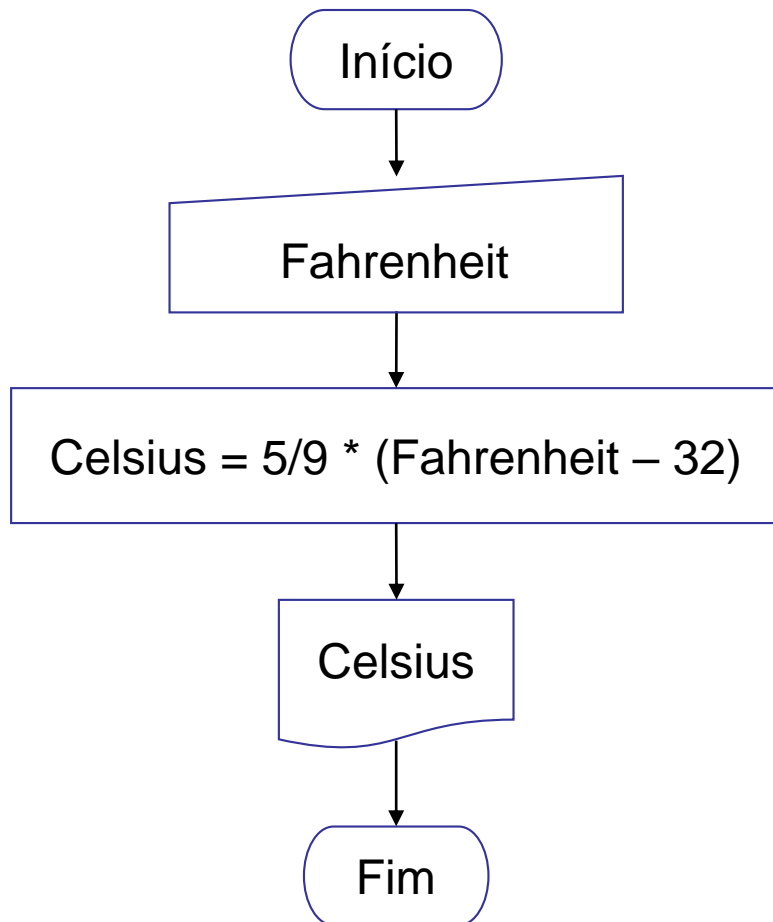 Início
Fahrenheit
Celsius = 5/9 * (Fahrenheit – 32)
Celsius
Fim